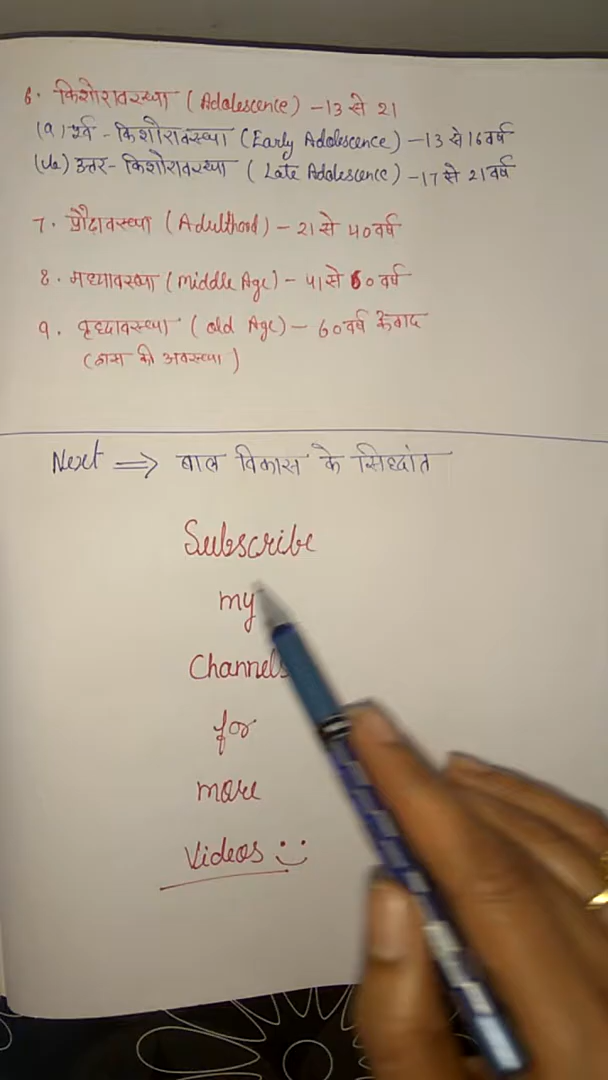 6. किशोरावस्था (Adolescence) - 13 से 21
(a) पूर्व - किशोरावस्था (Early Adolescence) - 13 से 16 वर्ष
(b) उत्तर - किशोरावस्था (Late Adolescence) - 17 से 21 वर्ष
7. प्रौढ़ावस्था (Adulthood) - 21 से 40 वर्ष
8. मध्यावस्था (Middle Age) - 41 से 60 वर्ष
9. वृध्दावस्था (old Age) - 60 वर्ष के बाद
(ह्रास की अवस्था)
Next ⇒ बाल विकास के सिध्दांत
Subscribe
my
Channels
for
more
Videos